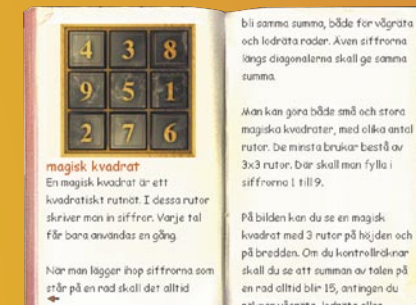 4 3 8
9 5 1
2 7 6
magisk kvadrat
En magisk kvadrat är ett
kvadratiskt rutnät. I dessa rutor
skriver man in siffror. Varje tal
får bara användas en gång.
När man lägger ihop siffrorna som
står på en rad skall det alltid
bli samma summa, både för vågräta
och lodräta rader. Även siffrorna
längs diagonalerna skall ge samma
summa.
Man kan göra både små och stora
magiska kvadrater, med olika antal
rutor. De minsta brukar bestå av
3x3 rutor. Där skall man fylla i
siffrorna 1 till 9.
På bilden kan du se en magisk
kvadrat med 3 rutor på höjden och
på bredden. Om du kontrollräknar
skall du se att summan av talen på
en rad alltid blir 15, antingen du